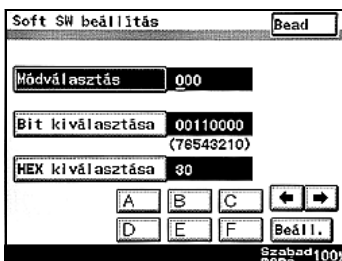 Soft SW beállítás Bead
Módválasztás 000
Bit kiválasztása 00110000
(76543210)
HEX kiválasztása 30
A B C
D E F Beáll.
Szabad 100%